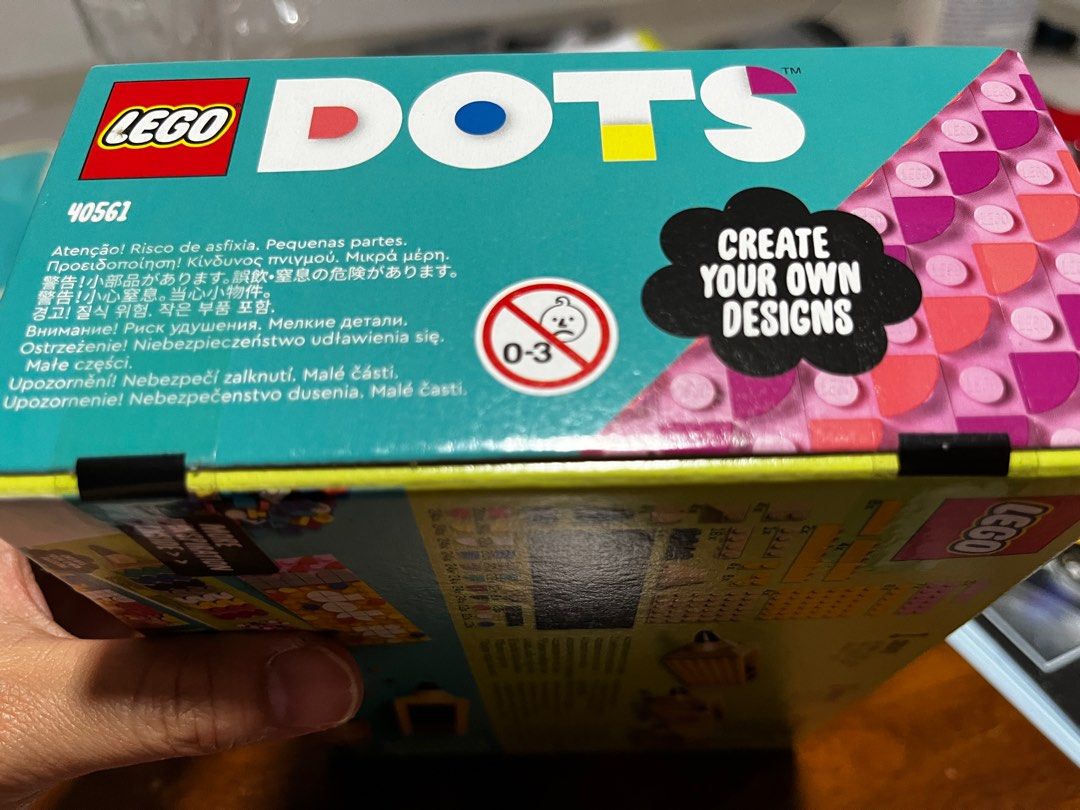 LEGO
DOTS™
40561
Atenção! Risco de asfixia. Pequenas partes.
Προειδοποίηση! Κίνδυνος πνιγμού. Μικρά μέρη.
警告!小部品があります。誤飲・窒息の危険があります。
警告!小心窒息。当心小物件。
경고! 질식 위험. 작은 부품 포함.
Внимание! Риск удушения. Мелкие детали.
Ostrzeżenie! Niebezpieczeństwo udławienia się.
Małe części.
Upozornění! Nebezpečí zalknutí. Malé části.
Upozornenie! Nebezpečenstvo dusenia. Malé časti.
0-3
CREATE
YOUR OWN
DESIGNS
LEGO